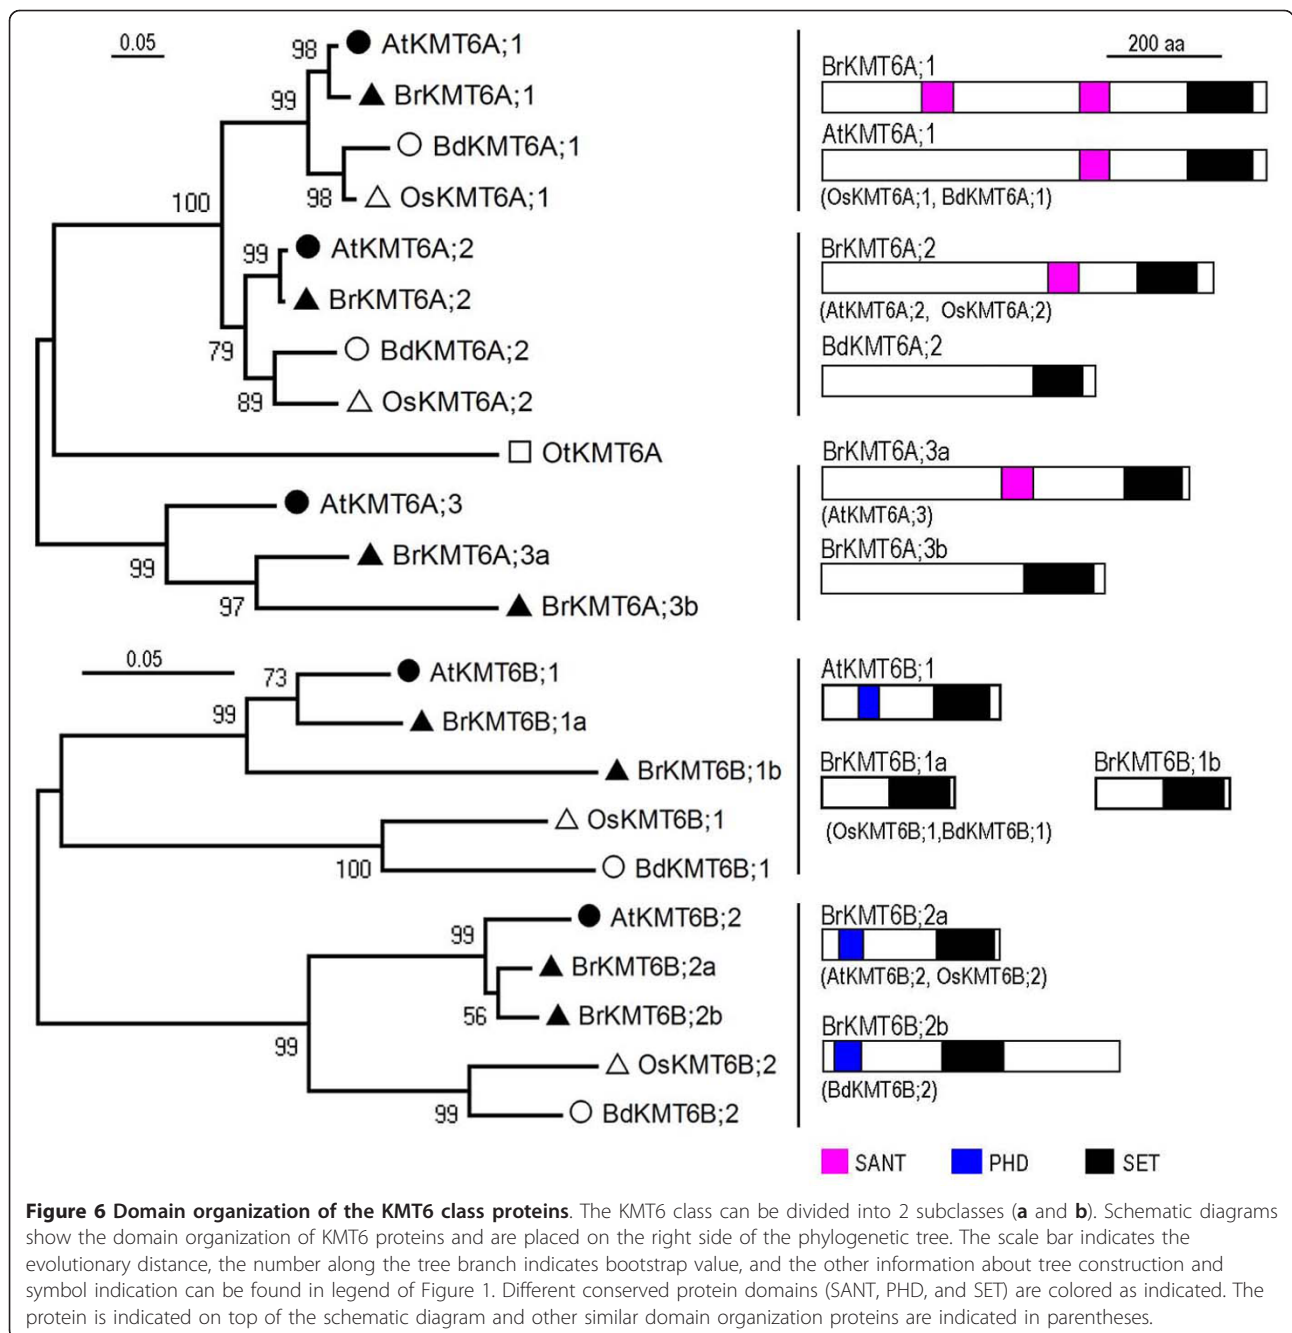 0.05
98
AtKMT6A;1
BrKMT6A;1
99
BdKMT6A;1
98
OsKMT6A;1
100
99
AtKMT6A;2
BrKMT6A;2
79
BdKMT6A;2
89
OsKMT6A;2
OtKMT6A
AtKMT6A;3
99
BrKMT6A;3a
97
BrKMT6A;3b
200 aa
BrKMT6A;1
AtKMT6A;1
(OsKMT6A;1, BdKMT6A;1)
BrKMT6A;2
(AtKMT6A;2, OsKMT6A;2)
BdKMT6A;2
BrKMT6A;3a
(AtKMT6A;3)
BrKMT6A;3b
0.05
73
AtKMT6B;1
99
BrKMT6B;1a
BrKMT6B;1b
OsKMT6B;1
100
BdKMT6B;1
AtKMT6B;2
99
BrKMT6B;2a
56
BrKMT6B;2b
99
OsKMT6B;2
99
BdKMT6B;2
AtKMT6B;1
BrKMT6B;1a
BrKMT6B;1b
(OsKMT6B;1,BdKMT6B;1)
BrKMT6B;2a
(AtKMT6B;2, OsKMT6B;2)
BrKMT6B;2b
(BdKMT6B;2)
SANT PHD SET
Figure 6 Domain organization of the KMT6 class proteins. The KMT6 class can be divided into 2 subclasses (a and b). Schematic diagrams
show the domain organization of KMT6 proteins and are placed on the right side of the phylogenetic tree. The scale bar indicates the
evolutionary distance, the number along the tree branch indicates bootstrap value, and the other information about tree construction and
symbol indication can be found in legend of Figure 1. Different conserved protein domains (SANT, PHD, and SET) are colored as indicated. The
protein is indicated on top of the schematic diagram and other similar domain organization proteins are indicated in parentheses.